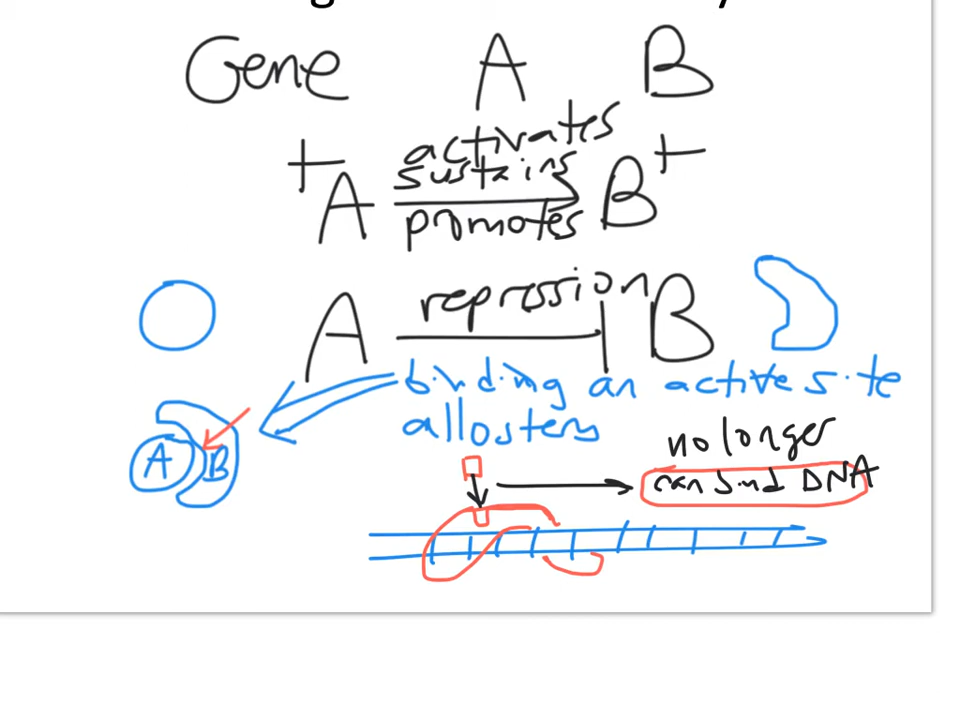 Gene A B
activates
sustains
+A B+
promotes
repression
A B
binding an active site
allostery
no longer
A B
can bind DNA